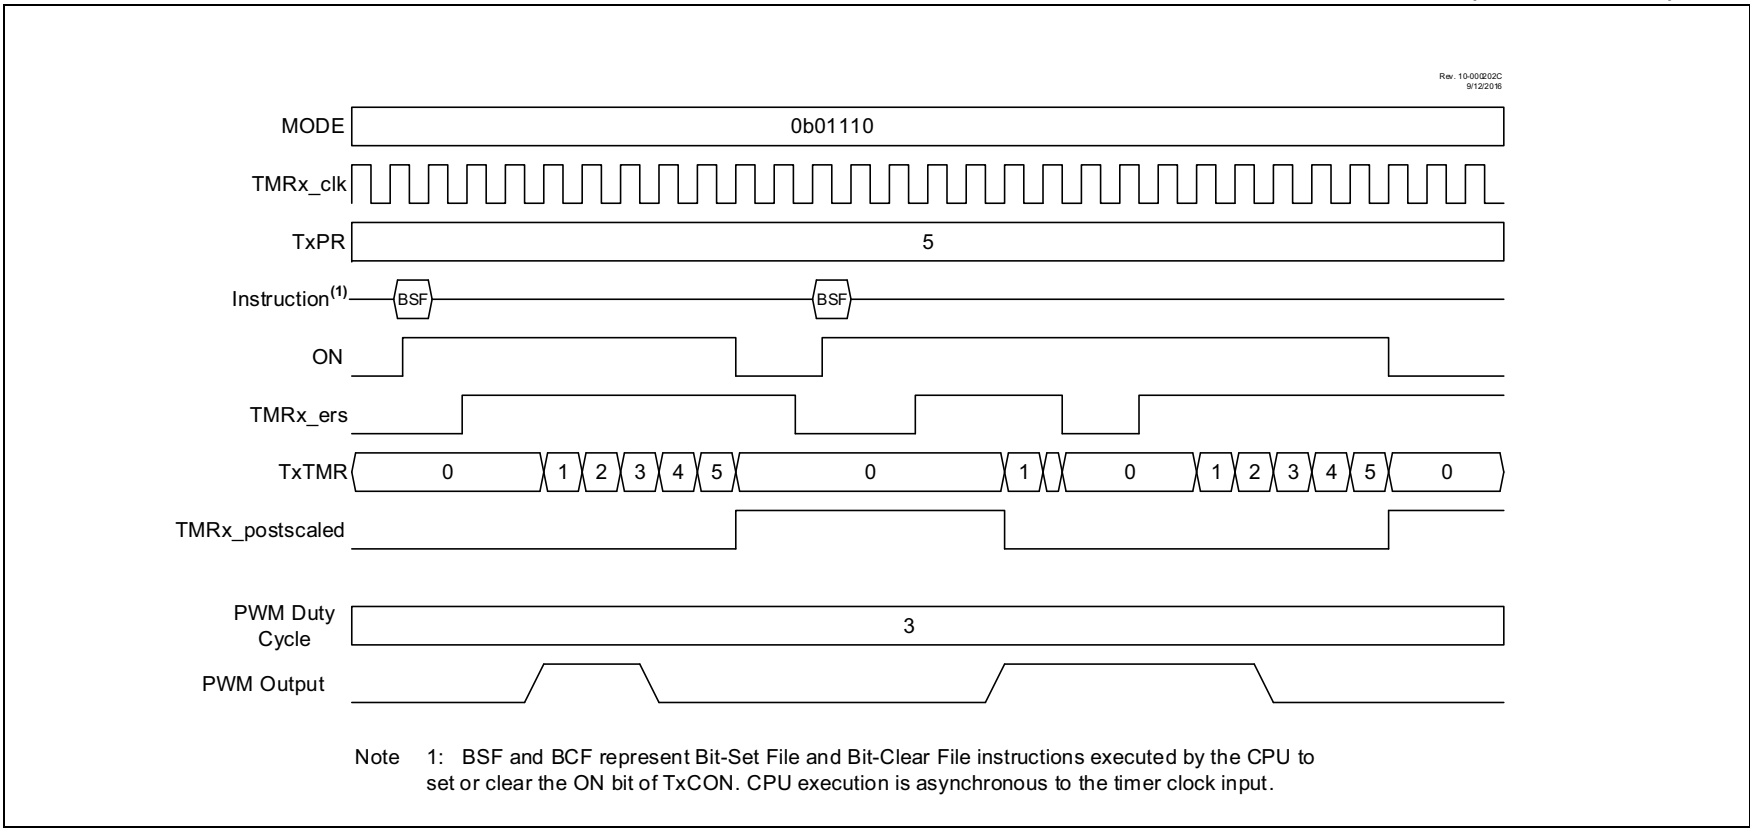 Rev. 10-000202C
9/12/2016
MODE 0b01110
TMRx_clk
TxPR 5
Instruction(1) BSF BSF
ON
TMRx_ers
TxTMR 0 1 2 3 4 5 0 1 0 1 2 3 4 5 0
TMRx_postscaled
PWM Duty
Cycle 3
PWM Output
Note 1: BSF and BCF represent Bit-Set File and Bit-Clear File instructions executed by the CPU to
set or clear the ON bit of TxCON. CPU execution is asynchronous to the timer clock input.